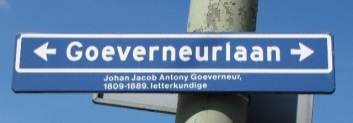 ← Goeverneurlaan →
Johan Jacob Antony Goeverneur,
1809-1889. letterkundige